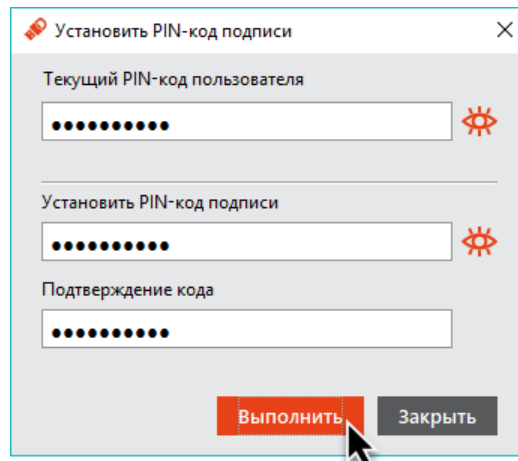 Установить PIN-код подписи
Текущий PIN-код пользователя
●●●●●●●●●●
Установить PIN-код подписи
●●●●●●●●●●
Подтверждение кода
●●●●●●●●●●
Выполнить Закрыть